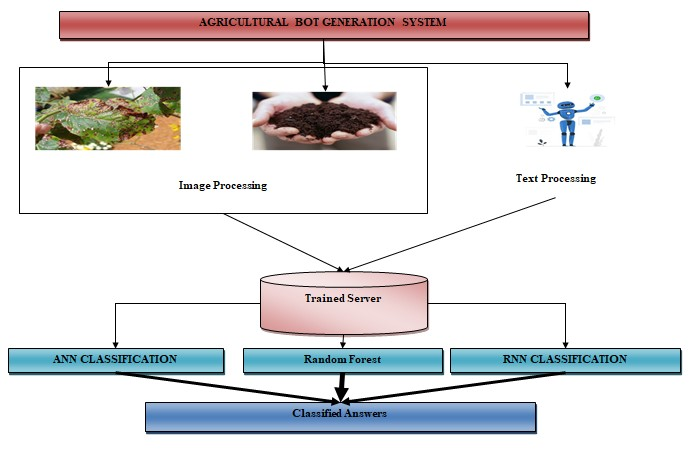 AGRICULTURAL BOT GENERATION SYSTEM
Image Processing
Text Processing
Trained Server
ANN CLASSIFICATION
Random Forest
RNN CLASSIFICATION
Classified Answers